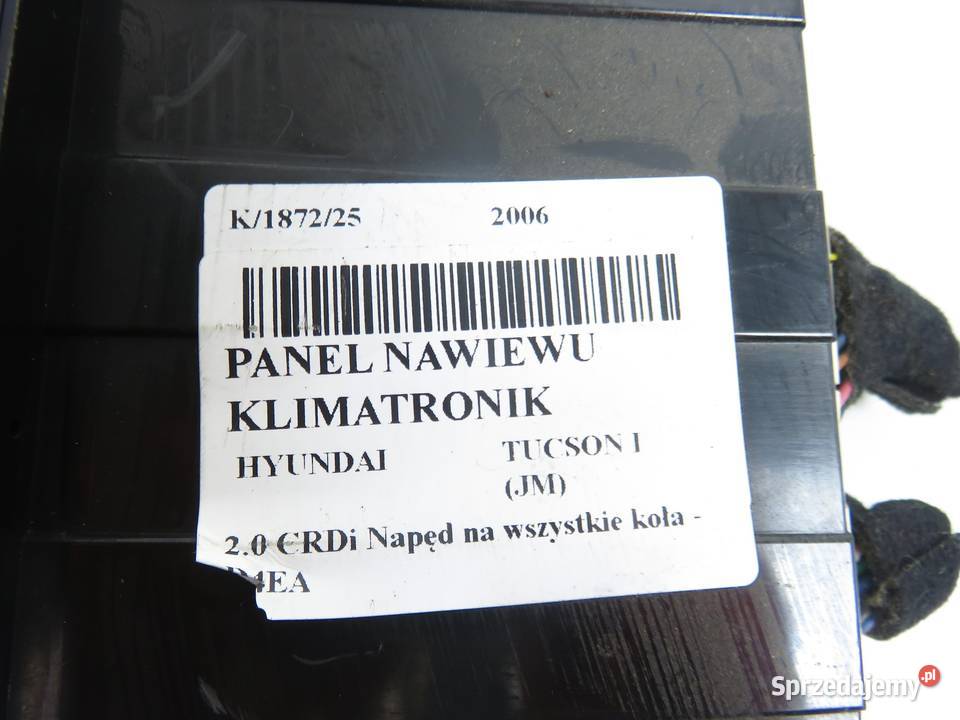 K/1872/25 2006
PANEL NAWIEWU
KLIMATRONIK
HYUNDAI TUCSON I
(JM)
2.0 CRDi Napęd na wszystkie koła -
D4EA
Sprzedajemy.pl